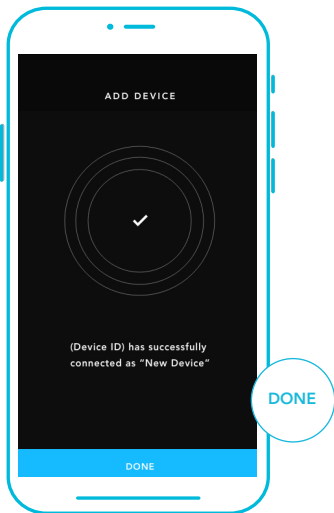 ADD DEVICE
(Device ID) has successfully
connected as “New Device”
DONE
DONE